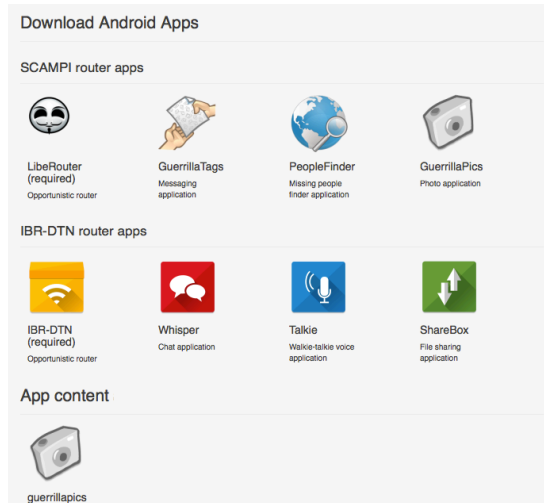 Download Android Apps
SCAMPI router apps
LibeRouter
(required)
Opportunistic router
GuerrillaTags
Messaging
application
PeopleFinder
Missing people
finder application
GuerrillaPics
Photo application
IBR-DTN router apps
IBR-DTN
(required)
Opportunistic router
Whisper
Chat application
Talkie
Walkie-talkie voice
application
ShareBox
File sharing
application
App content
guerrillapics